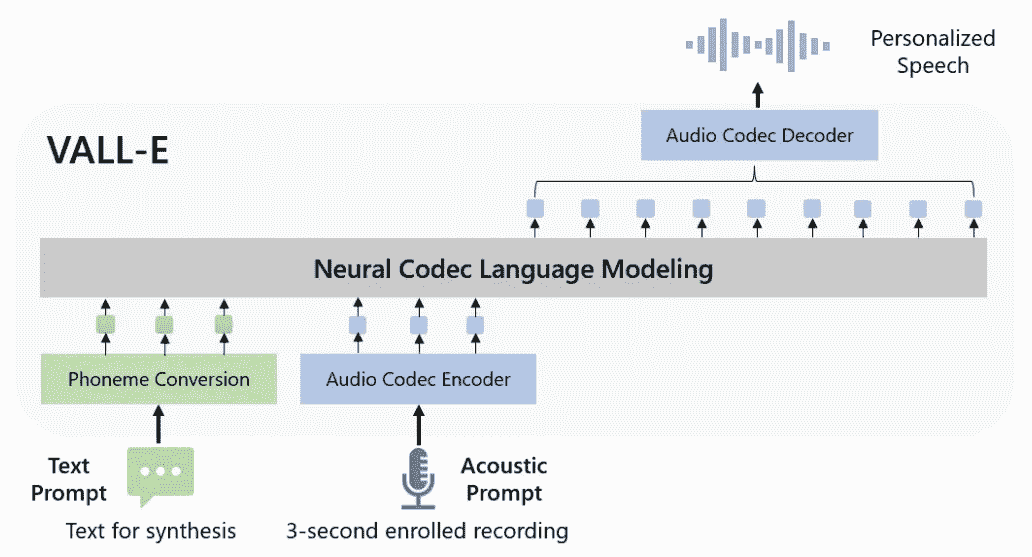 Personalized
Speech
Audio Codec Decoder
VALL-E
Neural Codec Language Modeling
Phoneme Conversion
Audio Codec Encoder
Text
Prompt
Acoustic
Prompt
Text for synthesis
3-second enrolled recording